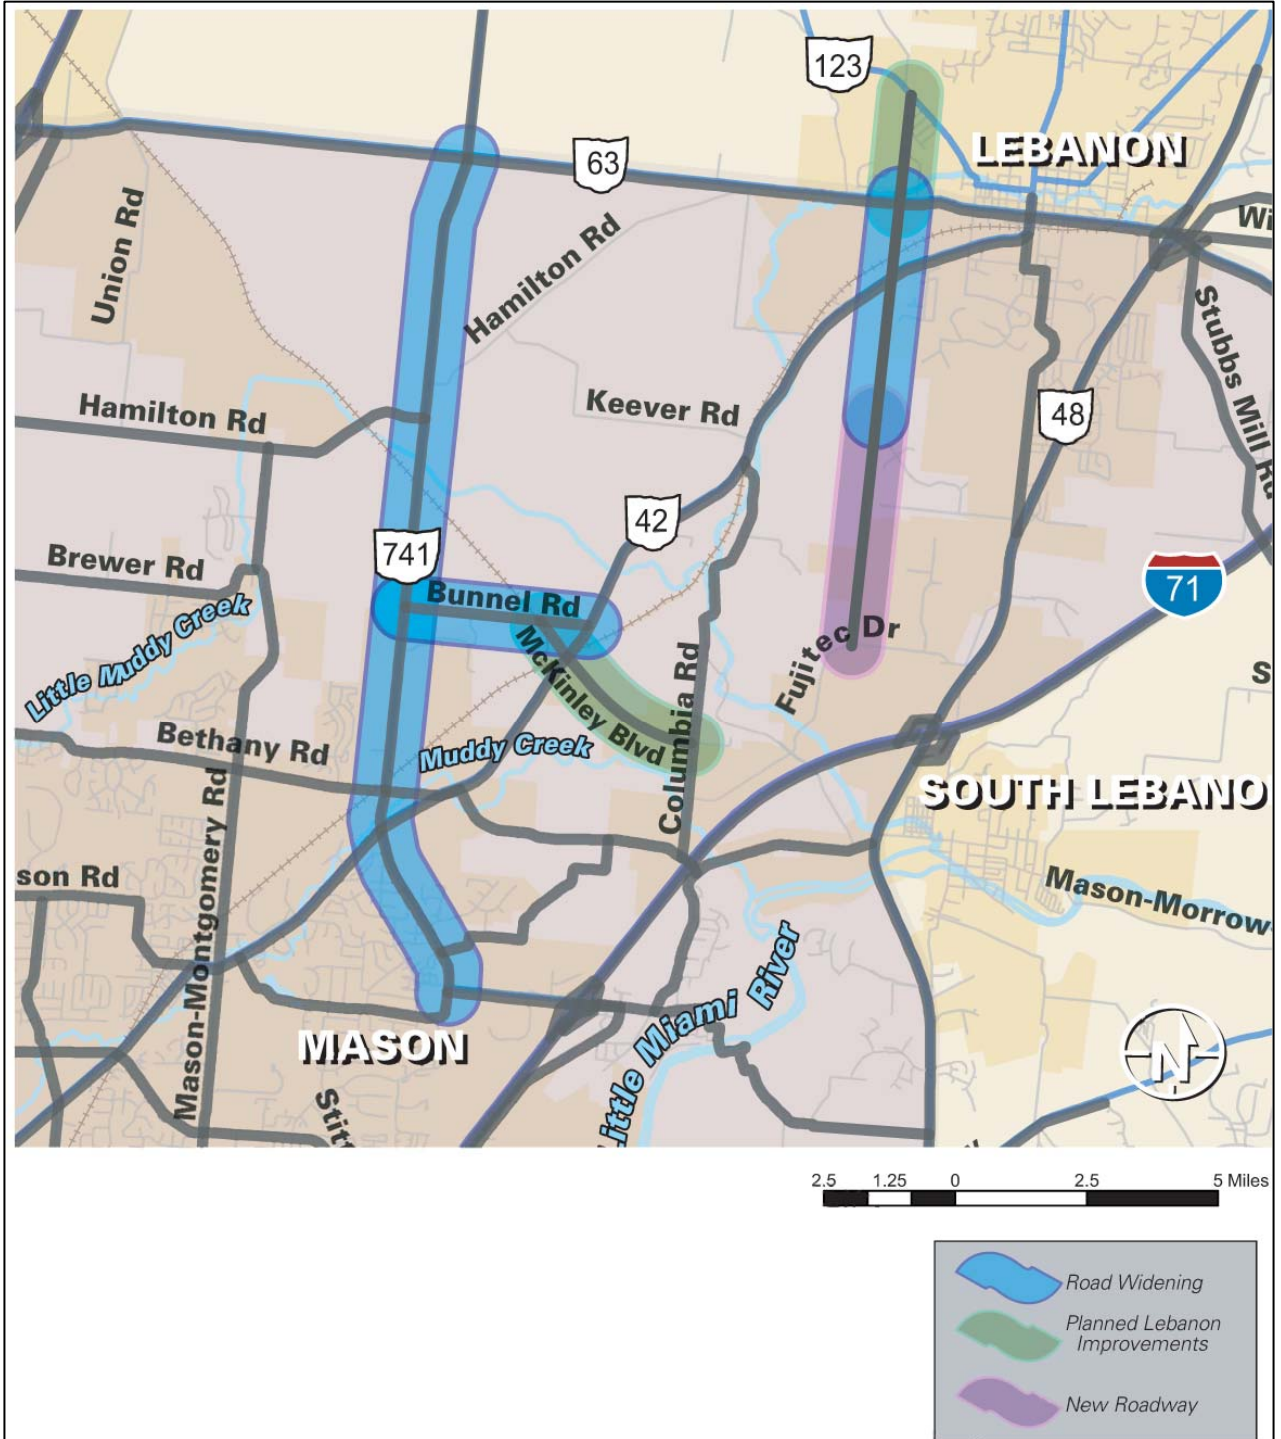 123
LEBANON
63
Wi
Union Rd
Hamilton Rd
Stubbs Mill Rd
Hamilton Rd
Keever Rd
48
42
741
Brewer Rd
71
Bunnel Rd
Little Muddy Creek
McKinley Blvd
Fujitec Dr
Columbia Rd
S
Bethany Rd
Muddy Creek
SOUTH LEBANO
son Rd
Mason-Montgomery Rd
Mason-Morrow-
Little Miami River
MASON
N
Stit
2.5 1.25 0 2.5 5 Miles
Road Widening
Planned Lebanon
Improvements
New Roadway